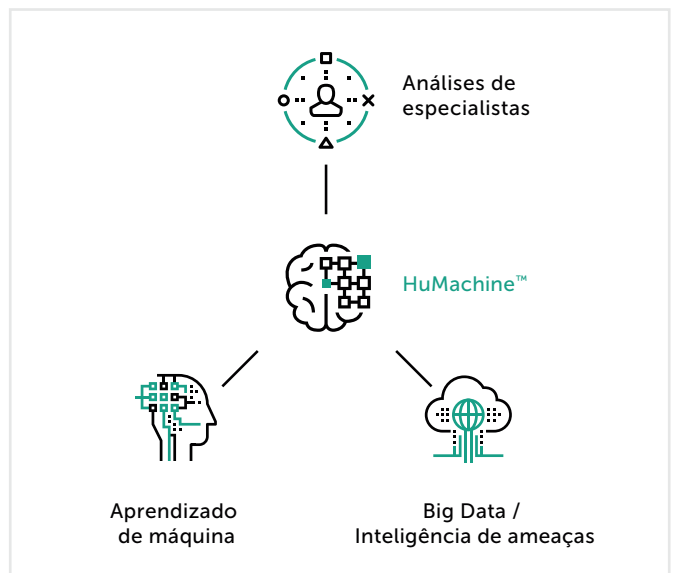 Análises de
especialistas
HuMachine™
Aprendizado
de máquina
Big Data /
Inteligência de ameaças